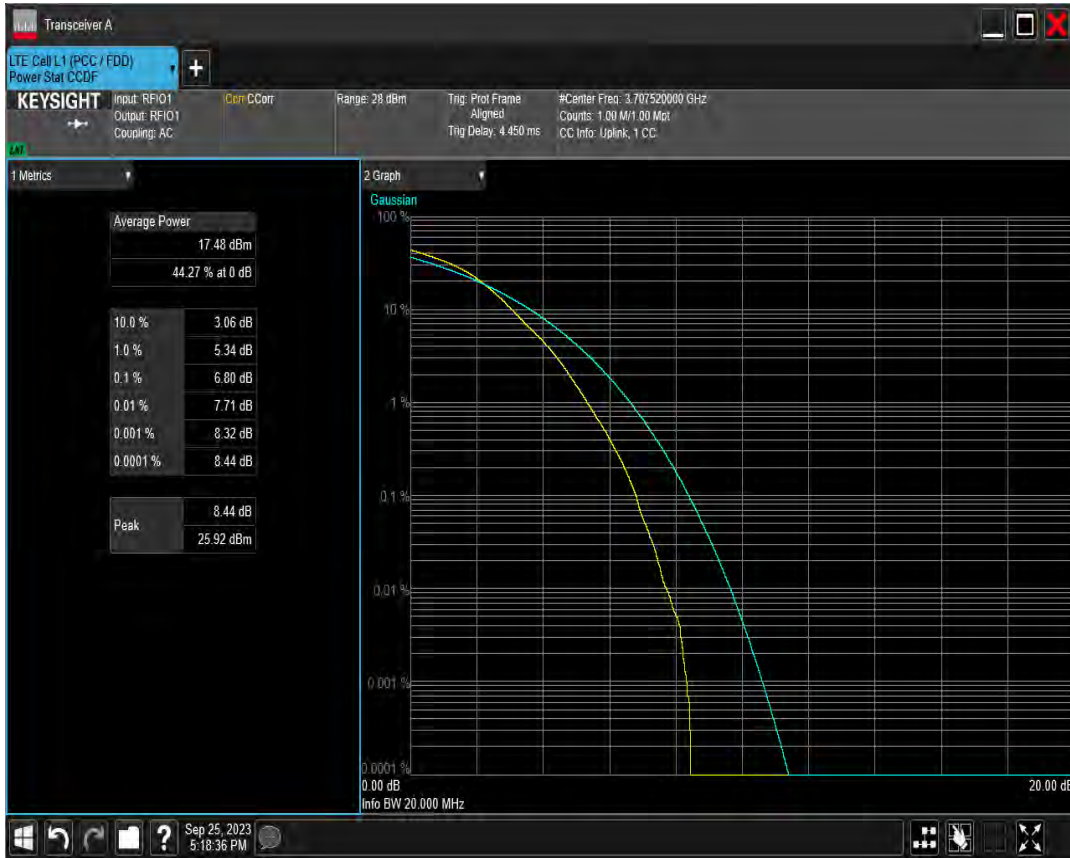 Transceiver A
LTE Cell L1 (PCC / FDD)
Power Stat CCDF
+
KEYSIGHT
Input: RFIO1
Output: RFIO1
Coupling: AC
Corr CCorr
Range: 28 dBm
Trig: Prot Frame
Aligned
Trig Delay: 4.450 ms
#Center Freq: 3.707520000 GHz
Counts: 1.00 M/1.00 Mpt
CC Info: Uplink, 1 CC
1 Metrics
Average Power
17.48 dBm
44.27 % at 0 dB
10.0 % 3.06 dB
1.0 % 5.34 dB
0.1 % 6.80 dB
0.01 % 7.71 dB
0.001 % 8.32 dB
0.0001 % 8.44 dB
Peak
8.44 dB
25.92 dBm
2 Graph
Gaussian
100 %
10 %
1 %
0.1 %
0.01 %
0.001 %
0.0001 %
0.00 dB
20.00 dB
Info BW 20.000 MHz
?
Sep 25, 2023
5:18:36 PM